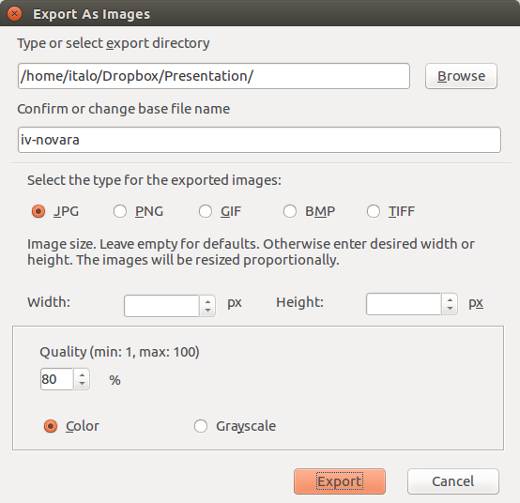 Export As Images
Type or select export directory
/home/italo/Dropbox/Presentation/ Browse
Confirm or change base file name
iv-novara
Select the type for the exported images:
JPG PNG GIF BMP TIFF
Image size. Leave empty for defaults. Otherwise enter desired width or
height. The images will be resized proportionally.
Width: px Height: px
Quality (min: 1, max: 100)
80 %
Color Grayscale
Export Cancel